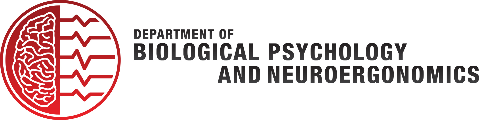 DEPARTMENT OF
BIOLOGICAL PSYCHOLOGY
AND NEUROERGONOMICS